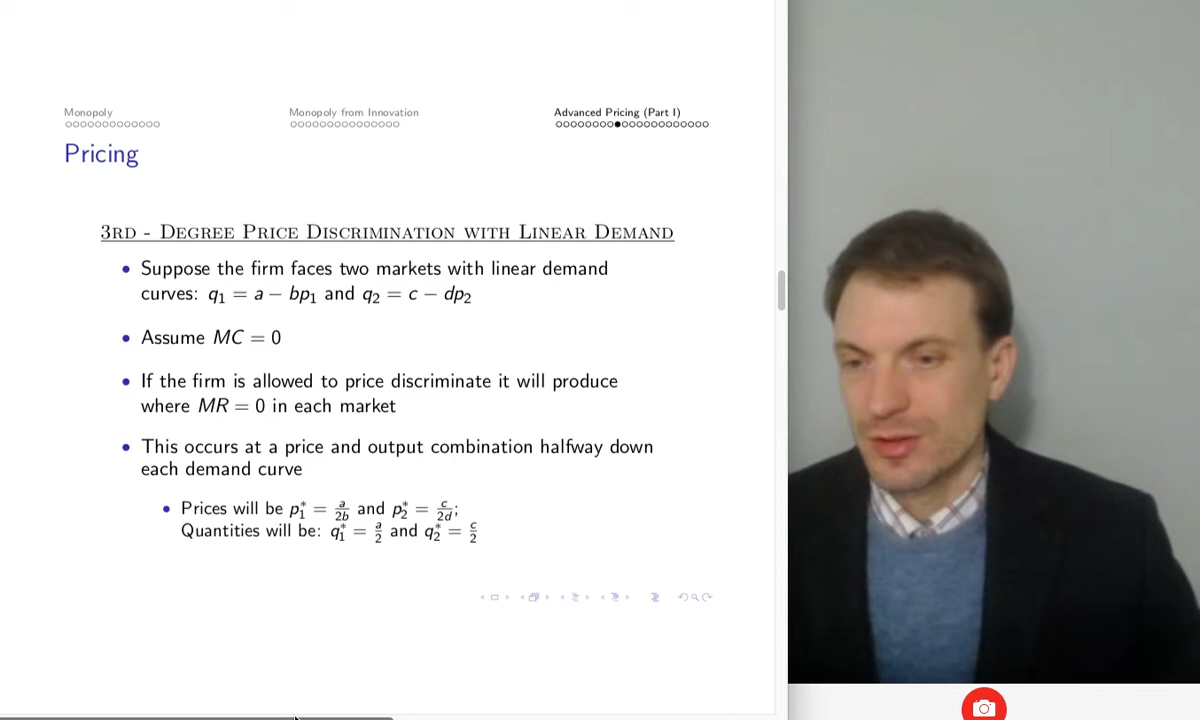 Monopoly Monopoly from Innovation Advanced Pricing (Part I)
Pricing
3RD - DEGREE PRICE DISCRIMINATION WITH LINEAR DEMAND
• Suppose the firm faces two markets with linear demand
curves: q₁ = a − bp₁ and q₂ = c − dp₂
• Assume MC = 0
• If the firm is allowed to price discriminate it will produce
where MR = 0 in each market
• This occurs at a price and output combination halfway down
each demand curve
• Prices will be p₁* = a/2b and p₂* = c/2d;
Quantities will be: q₁* = a/2 and q₂* = c/2